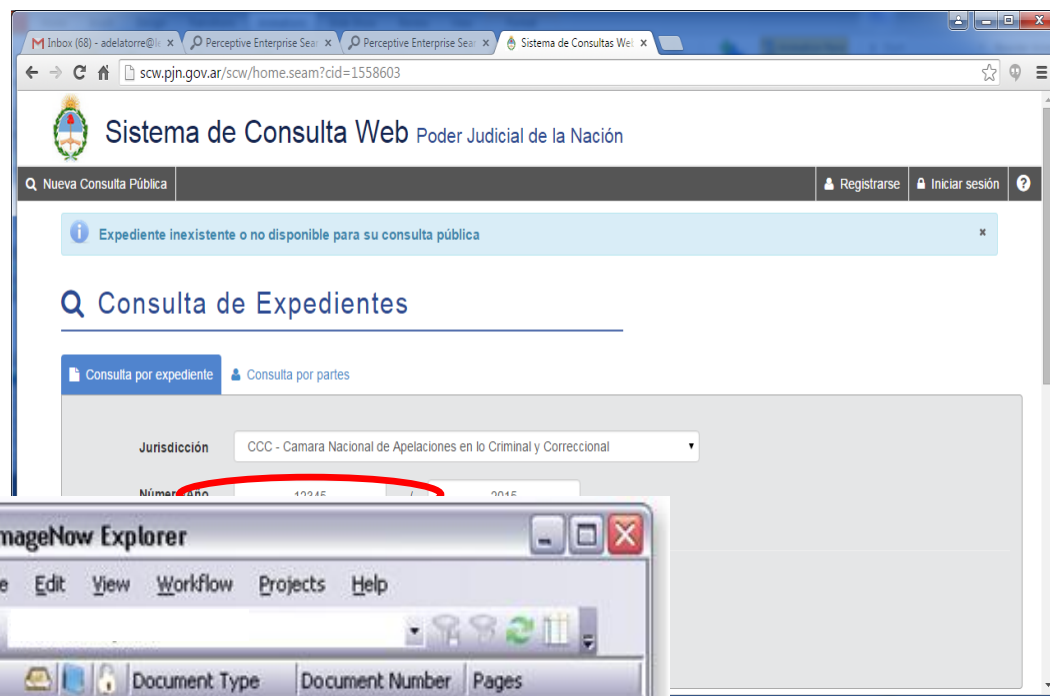 Inbox (68) - adelatorre@le
Perceptive Enterprise Sear
Perceptive Enterprise Sear
Sistema de Consultas Wel
scw.pjn.gov.ar/scw/home.seam?cid=1558603
Sistema de Consulta Web Poder Judicial de la Nación
Nueva Consulta Pública
Registrarse
Iniciar sesión
?
Expediente inexistente o no disponible para su consulta pública
x
Consulta de Expedientes
Consulta por expediente
Consulta por partes
Jurisdicción
CCC - Camara Nacional de Apelaciones en lo Criminal y Correccional
12345 / 2015
mageNow Explorer
e Edit View Workflow Projects Help
Document Type Document Number Pages